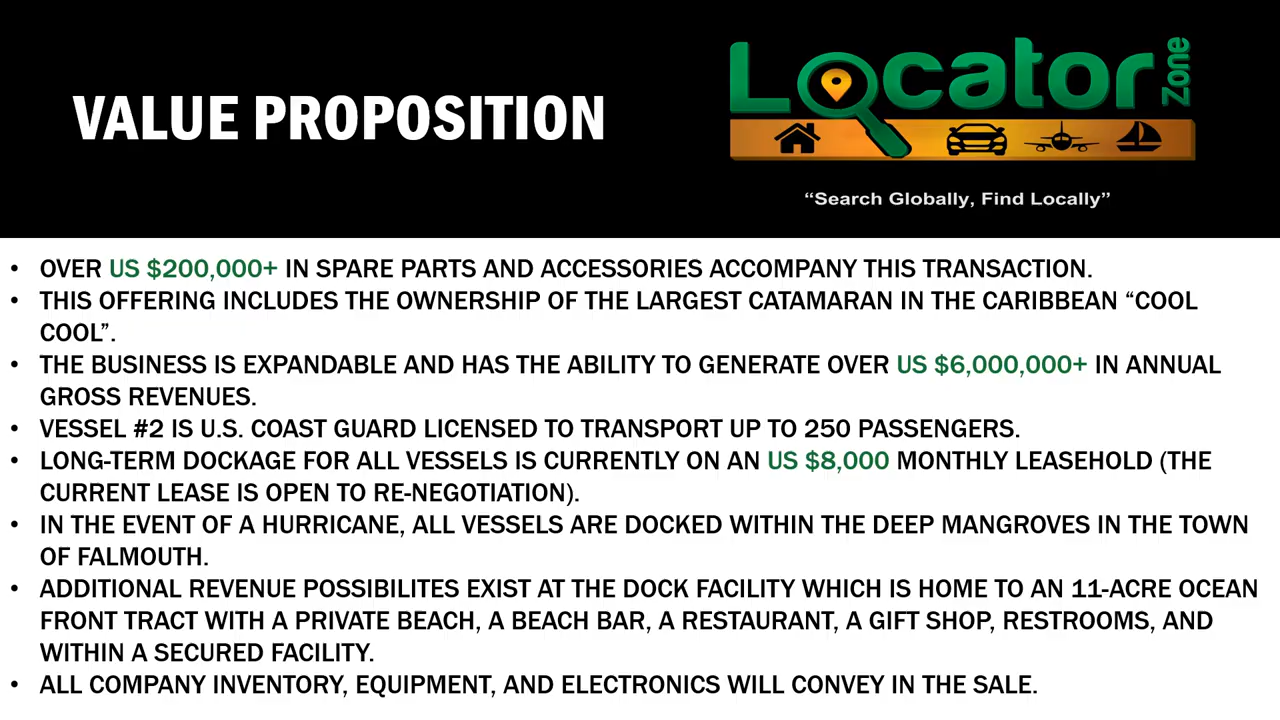 VALUE PROPOSITION
Locator Zone
“Search Globally, Find Locally”
• OVER US $200,000+ IN SPARE PARTS AND ACCESSORIES ACCOMPANY THIS TRANSACTION.
• THIS OFFERING INCLUDES THE OWNERSHIP OF THE LARGEST CATAMARAN IN THE CARIBBEAN “COOL
COOL”.
• THE BUSINESS IS EXPANDABLE AND HAS THE ABILITY TO GENERATE OVER US $6,000,000+ IN ANNUAL
GROSS REVENUES.
• VESSEL #2 IS U.S. COAST GUARD LICENSED TO TRANSPORT UP TO 250 PASSENGERS.
• LONG-TERM DOCKAGE FOR ALL VESSELS IS CURRENTLY ON AN US $8,000 MONTHLY LEASEHOLD (THE
CURRENT LEASE IS OPEN TO RE-NEGOTIATION).
• IN THE EVENT OF A HURRICANE, ALL VESSELS ARE DOCKED WITHIN THE DEEP MANGROVES IN THE TOWN
OF FALMOUTH.
• ADDITIONAL REVENUE POSSIBILITES EXIST AT THE DOCK FACILITY WHICH IS HOME TO AN 11-ACRE OCEAN
FRONT TRACT WITH A PRIVATE BEACH, A BEACH BAR, A RESTAURANT, A GIFT SHOP, RESTROOMS, AND
WITHIN A SECURED FACILITY.
• ALL COMPANY INVENTORY, EQUIPMENT, AND ELECTRONICS WILL CONVEY IN THE SALE.